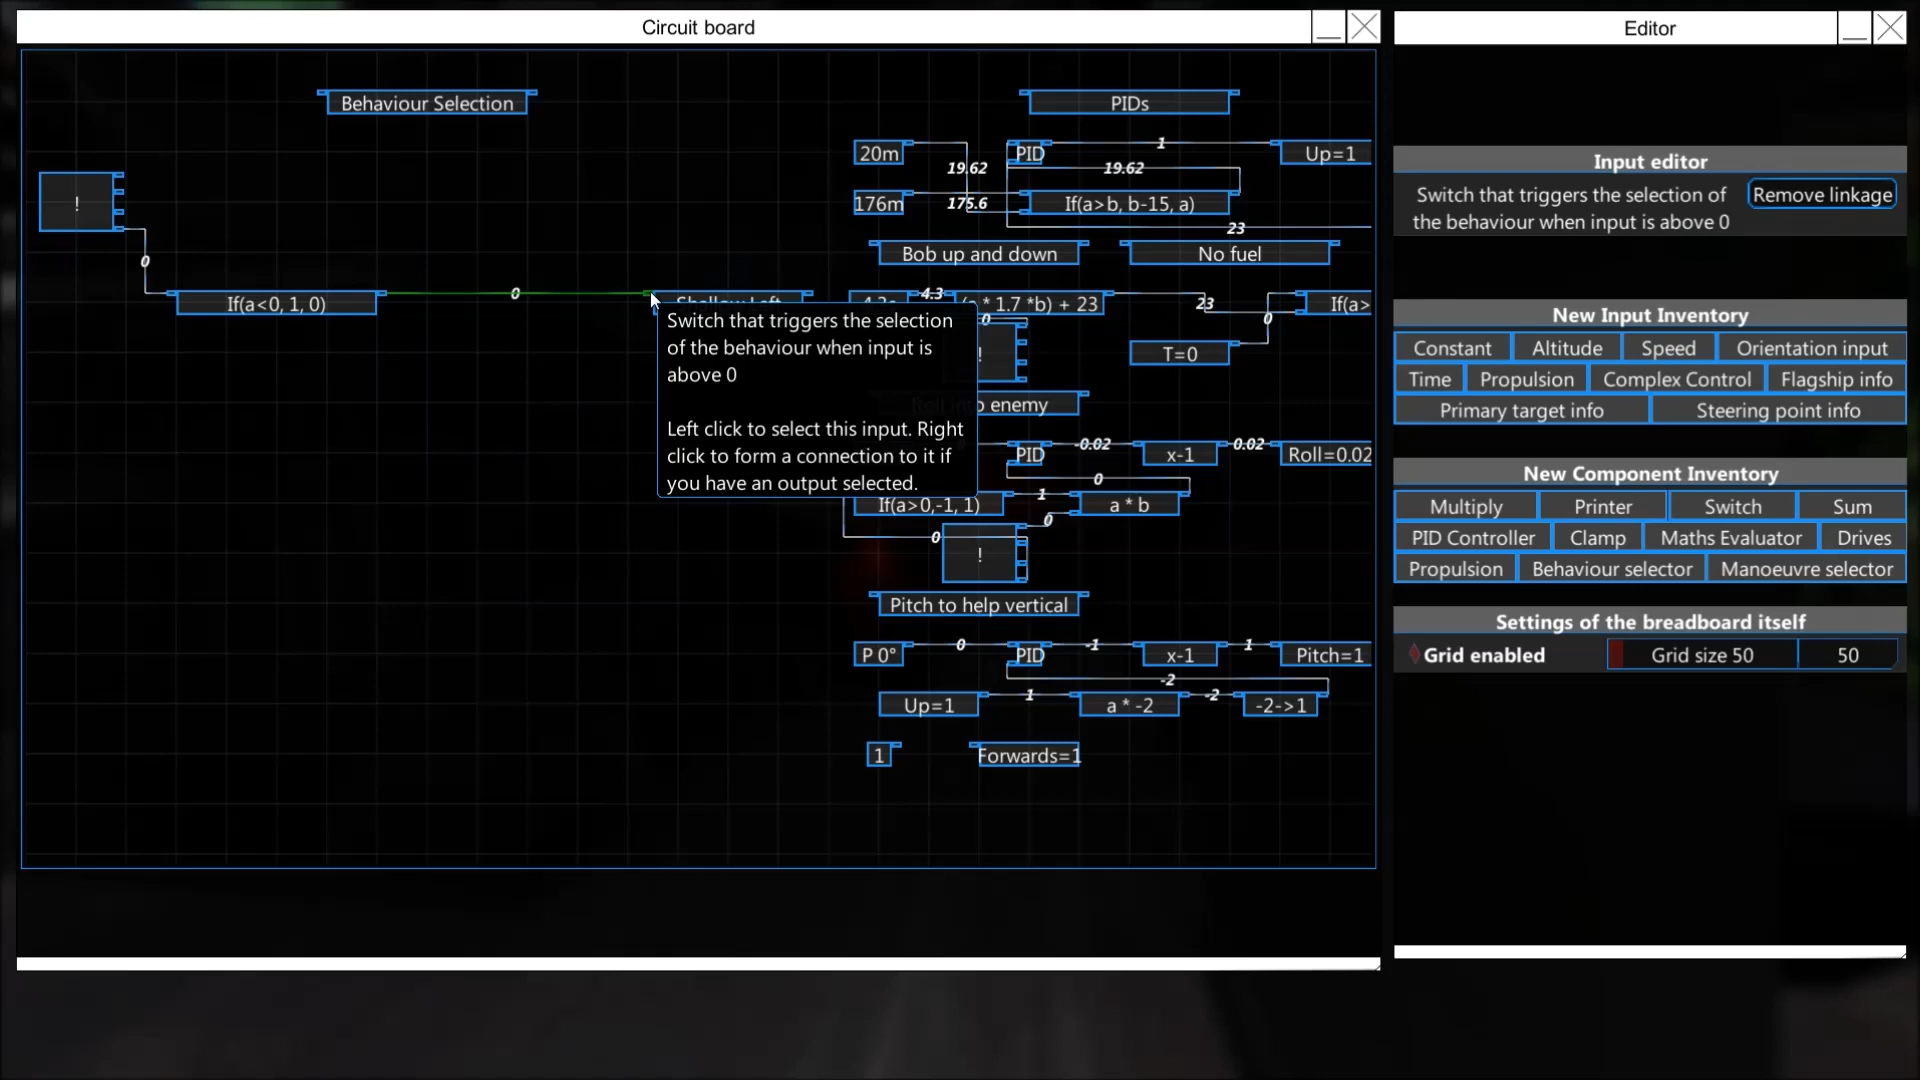 Circuit board
Editor
Behaviour Selection
PIDs
20m
19.62
PID
1
19.62
Up=1
!
176m
175.6
If(a>b, b-15, a)
23
0
Bob up and down
No fuel
If(a<0, 1, 0)
0
4.3
* 1.7 *b) + 23
23
If(a>
0
0
!
T=0
Switch that triggers the selection
of the behaviour when input is
above 0
Left click to select this input. Right
click to form a connection to it if
you have an output selected.
enemy
PID
-0.02
x-1
0.02
Roll=0.02
0
If(a>0,-1, 1)
1
a * b
0
0
!
Pitch to help vertical
P 0°
0
PID
-1
x-1
1
Pitch=1
-2
Up=1
1
a * -2
-2
-2->1
1
Forwards=1
Input editor
Switch that triggers the selection of
the behaviour when input is above 0
Remove linkage
New Input Inventory
Constant
Altitude
Speed
Orientation input
Time
Propulsion
Complex Control
Flagship info
Primary target info
Steering point info
New Component Inventory
Multiply
Printer
Switch
Sum
PID Controller
Clamp
Maths Evaluator
Drives
Propulsion
Behaviour selector
Manoeuvre selector
Settings of the breadboard itself
Grid enabled
Grid size 50
50